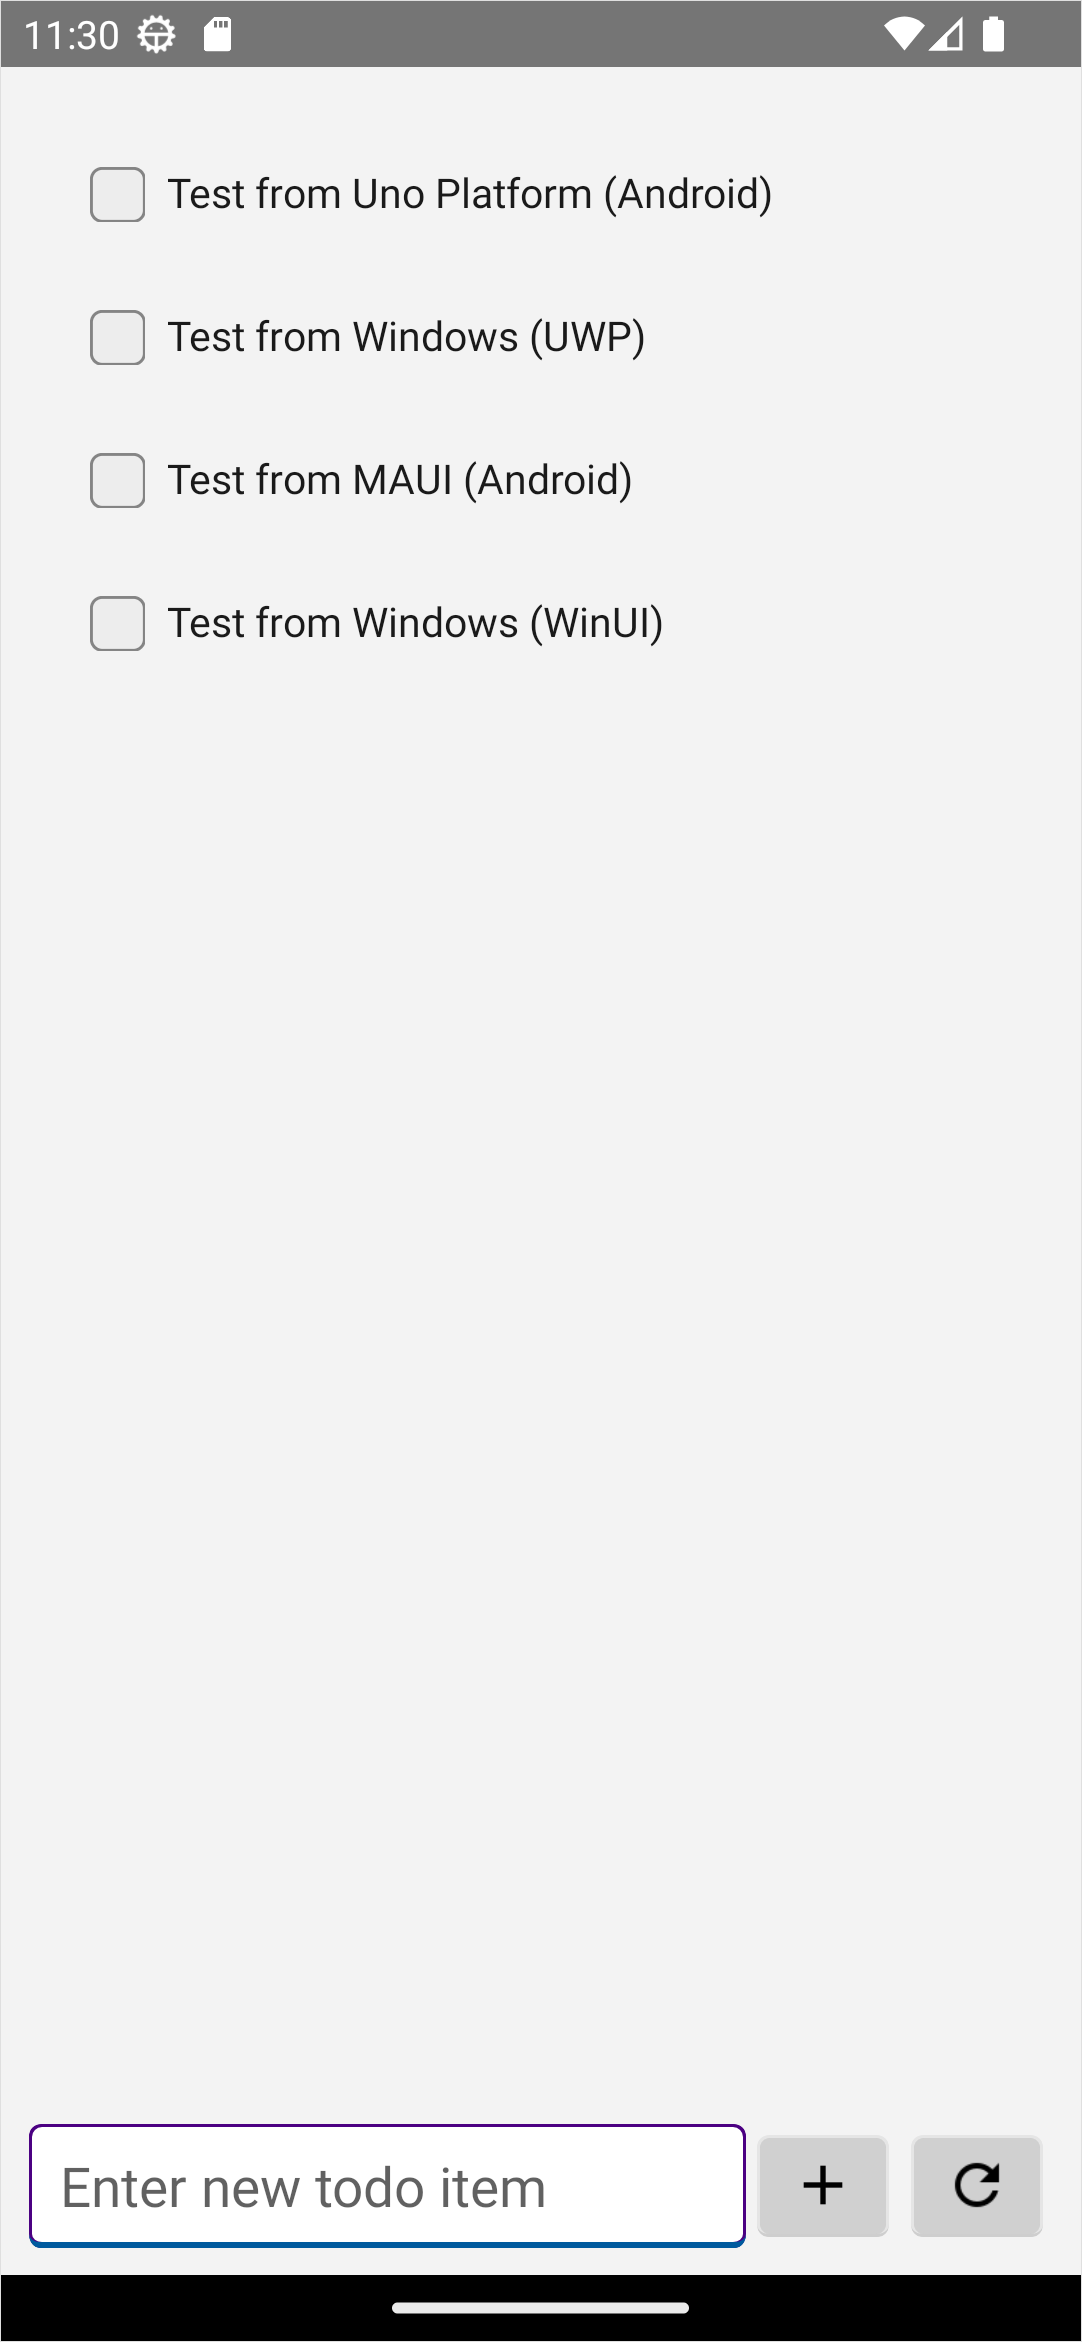 11:30
Test from Uno Platform (Android)
Test from Windows (UWP)
Test from MAUI (Android)
Test from Windows (WinUI)
Enter new todo item